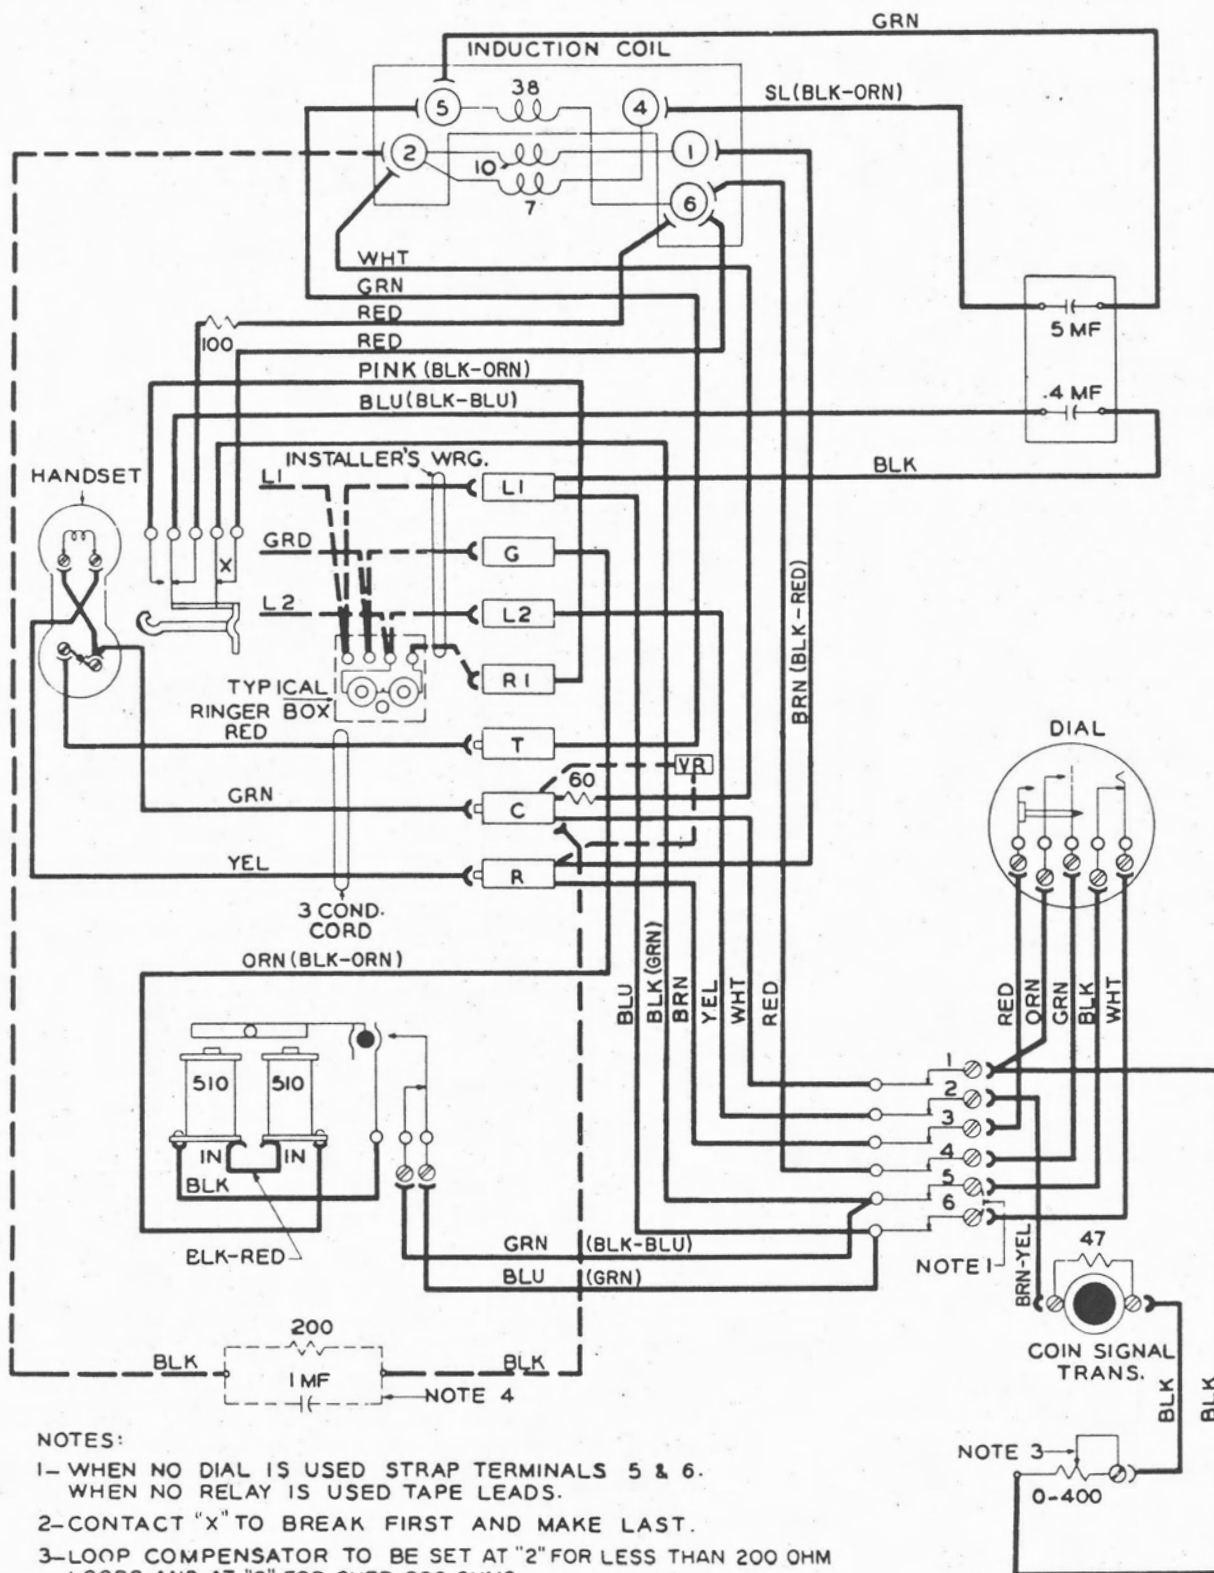 GRN
INDUCTION COIL
38
5
4
SL(BLK-ORN)
2
10
1
7
6
WHT
GRN
RED
100
RED
5 MF
PINK (BLK-ORN)
.4 MF
BLU(BLK-BLU)
BLK
INSTALLER'S WRG.
HANDSET
L1
L1
X
GRD
G
L2
L2
BRN (BLK-RED)
TYPICAL
RINGER BOX
R1
RED
T
DIAL
VR
60
GRN
C
YEL
R
3 COND.
CORD
ORN(BLK-ORN)
BLU
BLK(GRN)
BRN
YEL
WHT
RED
RED
ORN
GRN
BLK
WHT
510
510
1
2
3
4
5
6
IN
IN
BLK
BLK-RED
GRN (BLK-BLU)
BLU (GRN)
NOTE 1
BRN-YEL
47
COIN SIGNAL
TRANS.
200
BLK
BLK
1 MF
NOTE 4
BLK
BLK
NOTE 3
0-400
NOTES:
1- WHEN NO DIAL IS USED STRAP TERMINALS 5 & 6.
WHEN NO RELAY IS USED TAPE LEADS.
2-CONTACT "X" TO BREAK FIRST AND MAKE LAST.
3-LOOP COMPENSATOR TO BE SET AT "2" FOR LESS THAN 200 OHM